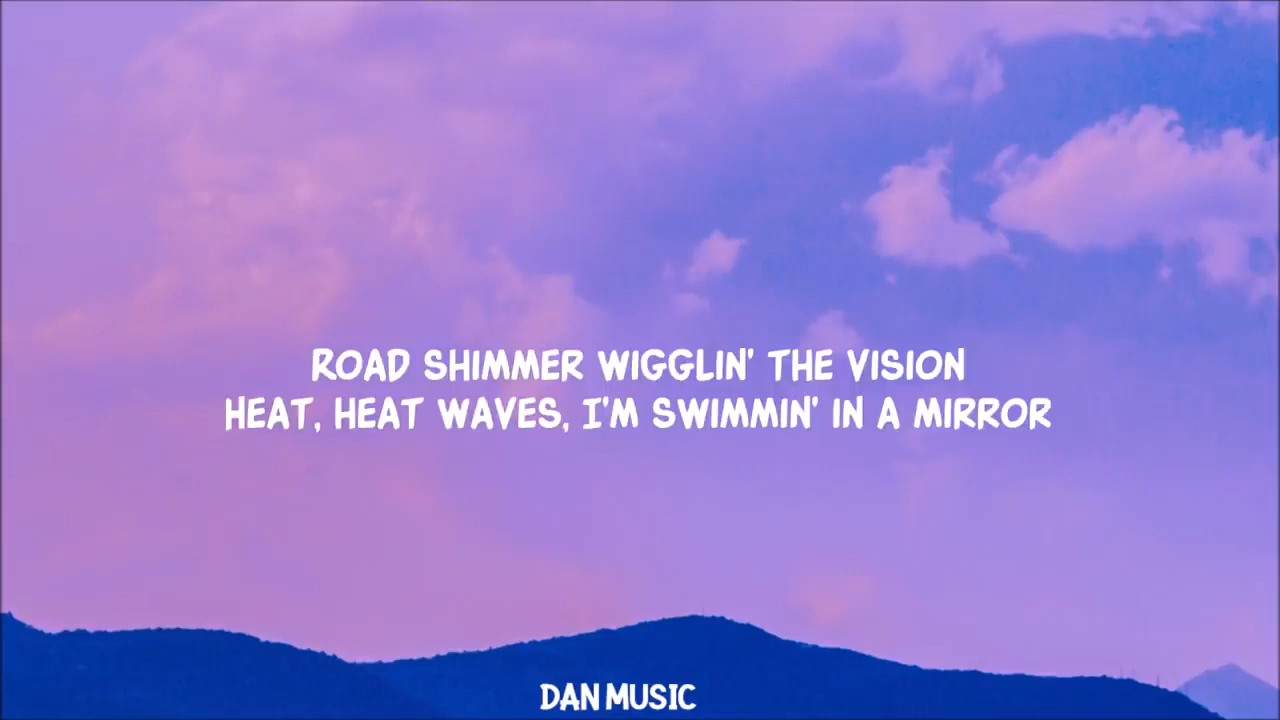 ROAD SHIMMER WIGGLIN' THE VISION
HEAT, HEAT WAVES, I'M SWIMMIN' IN A MIRROR
DAN MUSIC